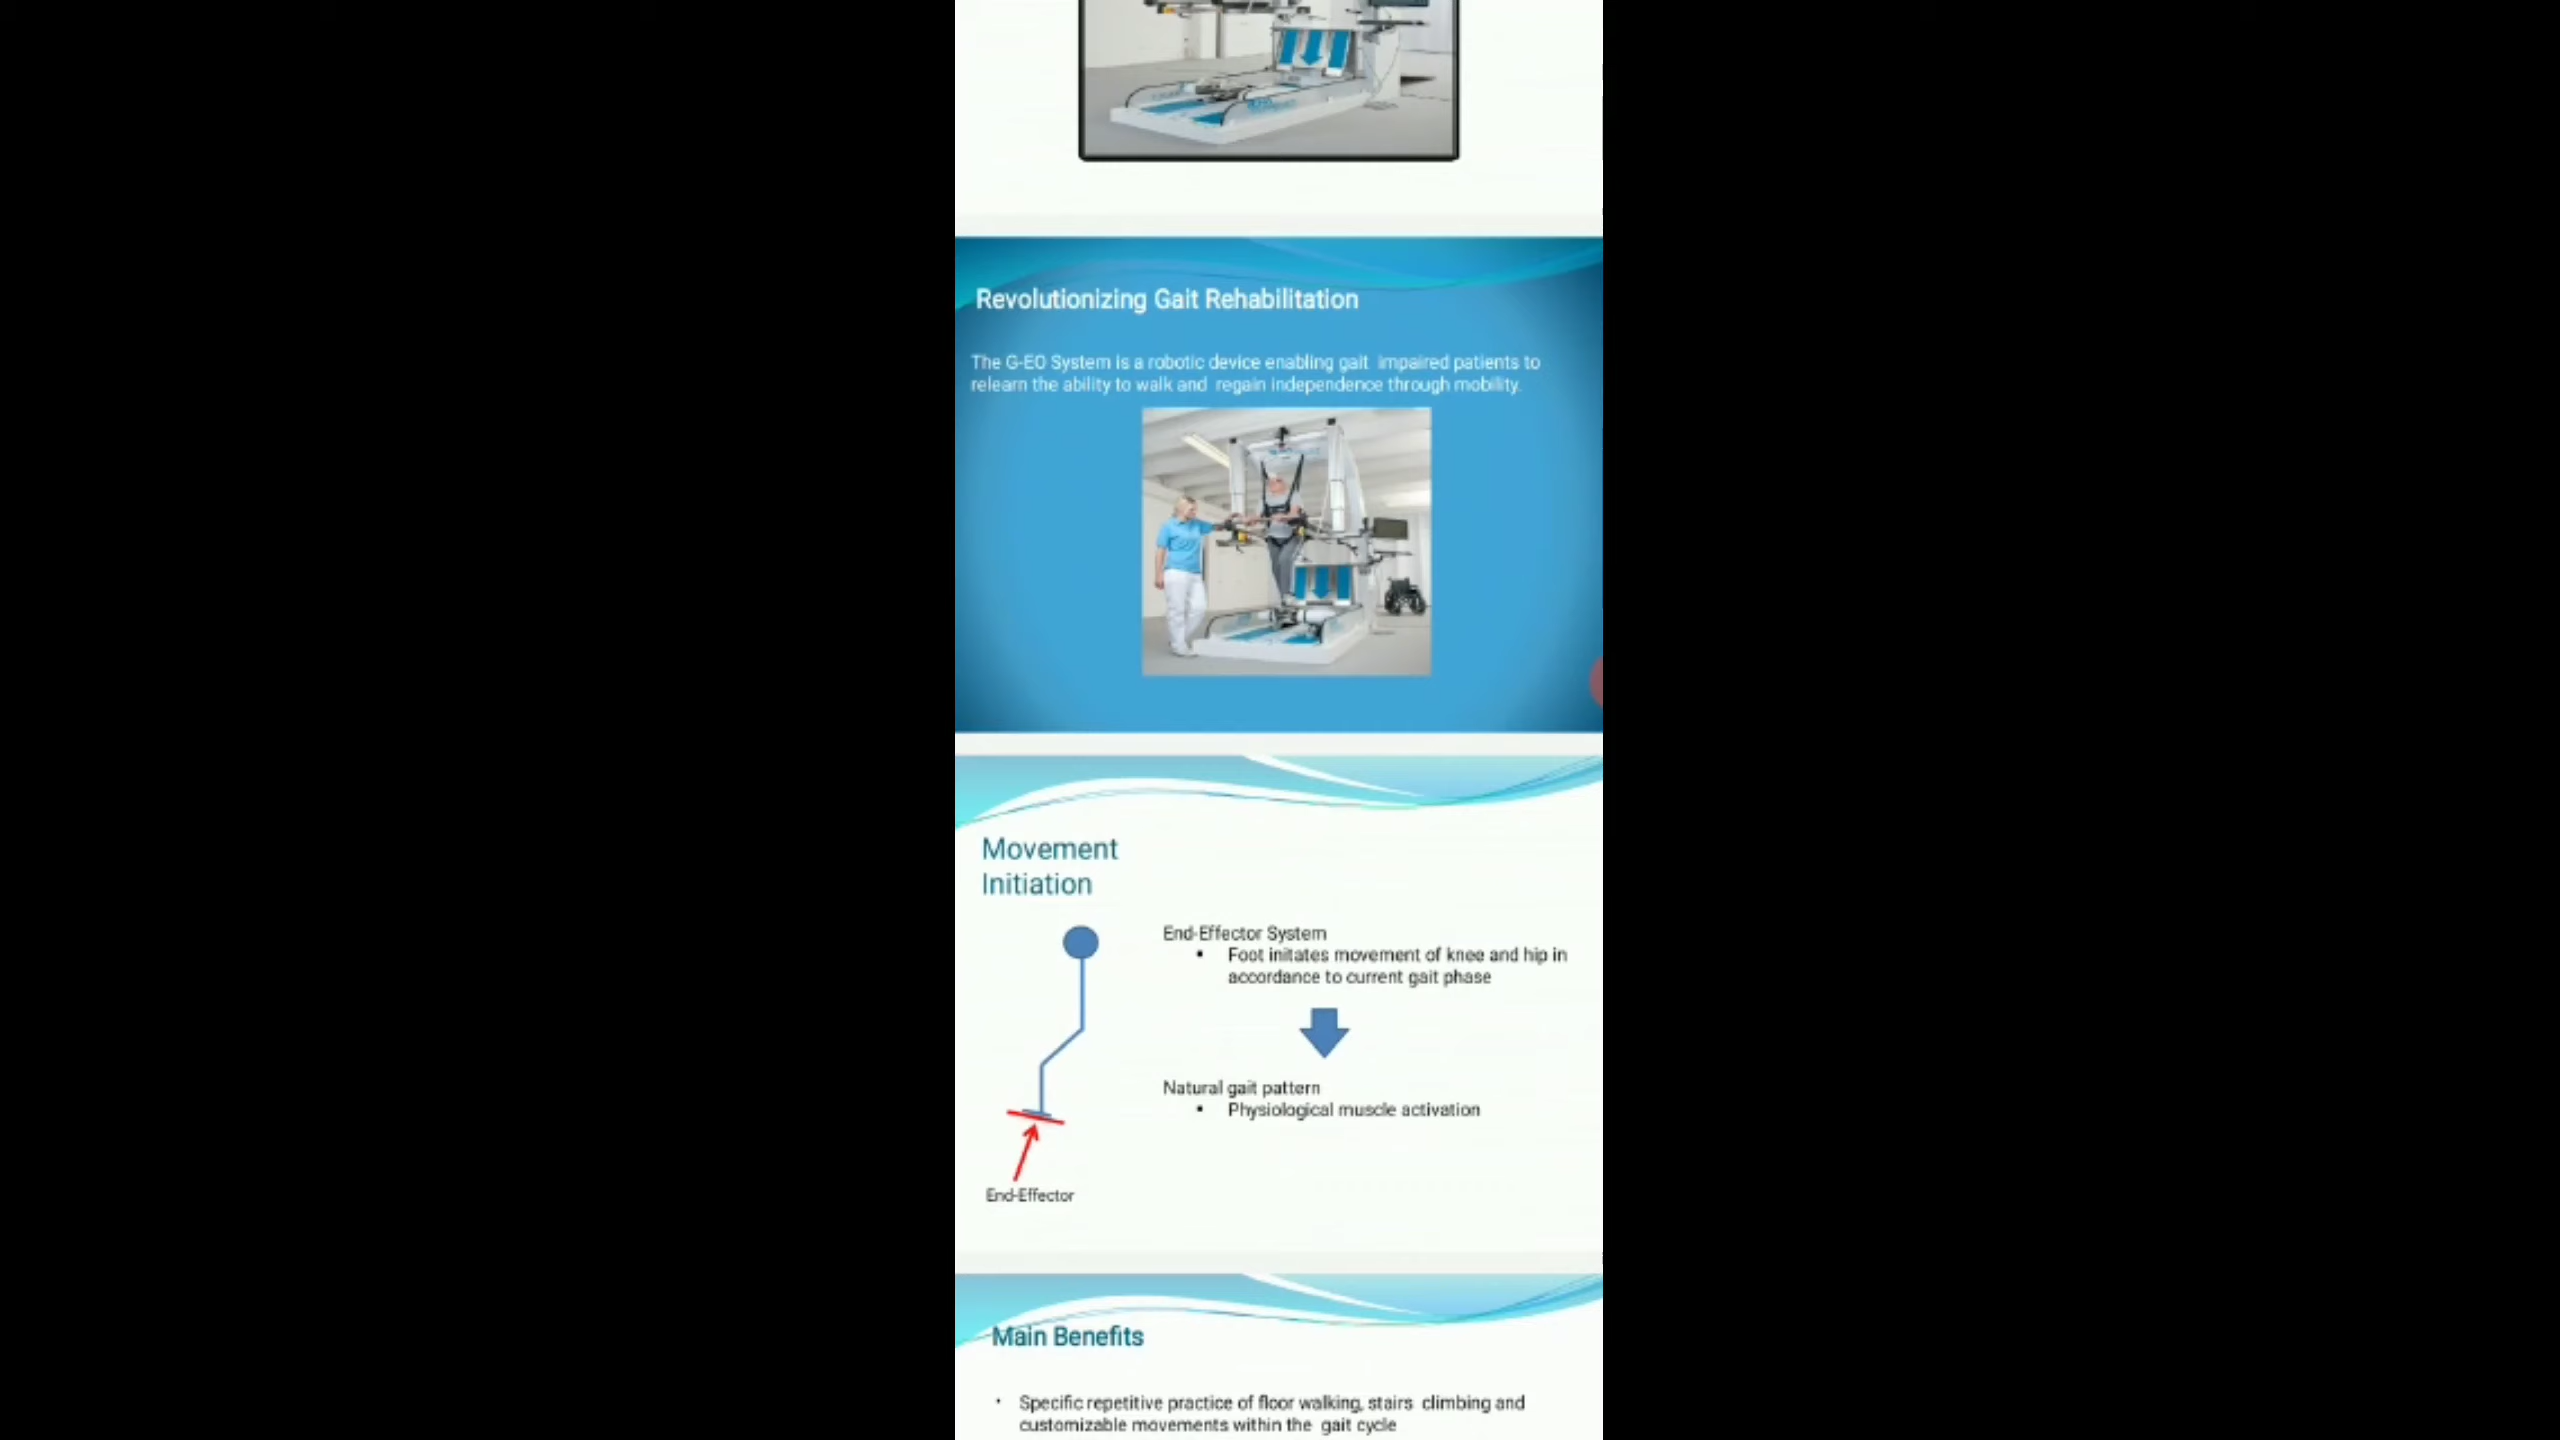 Revolutionizing Gait Rehabilitation
The G-EO System is a robotic device enabling gait impaired patients to
relearn the ability to walk and regain independence through mobility.
Movement
Initiation
End-Effector System
▪ Foot initates movement of knee and hip in
accordance to current gait phase
Natural gait pattern
▪ Physiological muscle activation
End-Effector
Main Benefits
• Specific repetitive practice of floor walking, stairs climbing and
customizable movements within the gait cycle